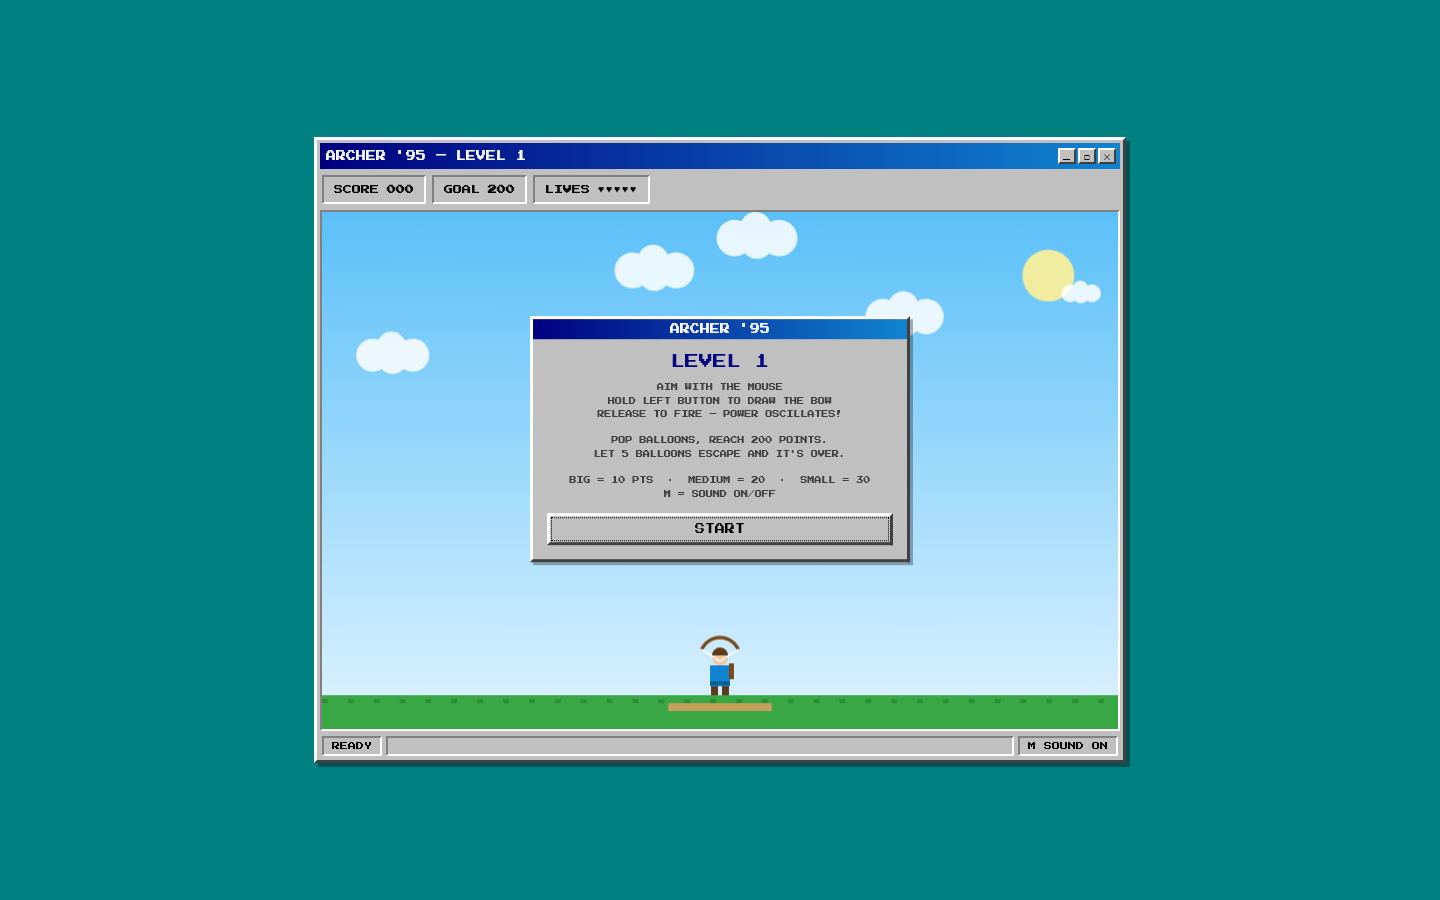 ARCHER '95 — LEVEL 1
SCORE 000
GOAL 200
LIVES ♥♥♥♥♥
ARCHER '95
LEVEL 1
AIM WITH THE MOUSE
HOLD LEFT BUTTON TO DRAW THE BOW
RELEASE TO FIRE — POWER OSCILLATES!
POP BALLOONS, REACH 200 POINTS.
LET 5 BALLOONS ESCAPE AND IT'S OVER.
BIG = 10 PTS · MEDIUM = 20 · SMALL = 30
M = SOUND ON/OFF
START
READY
M SOUND ON